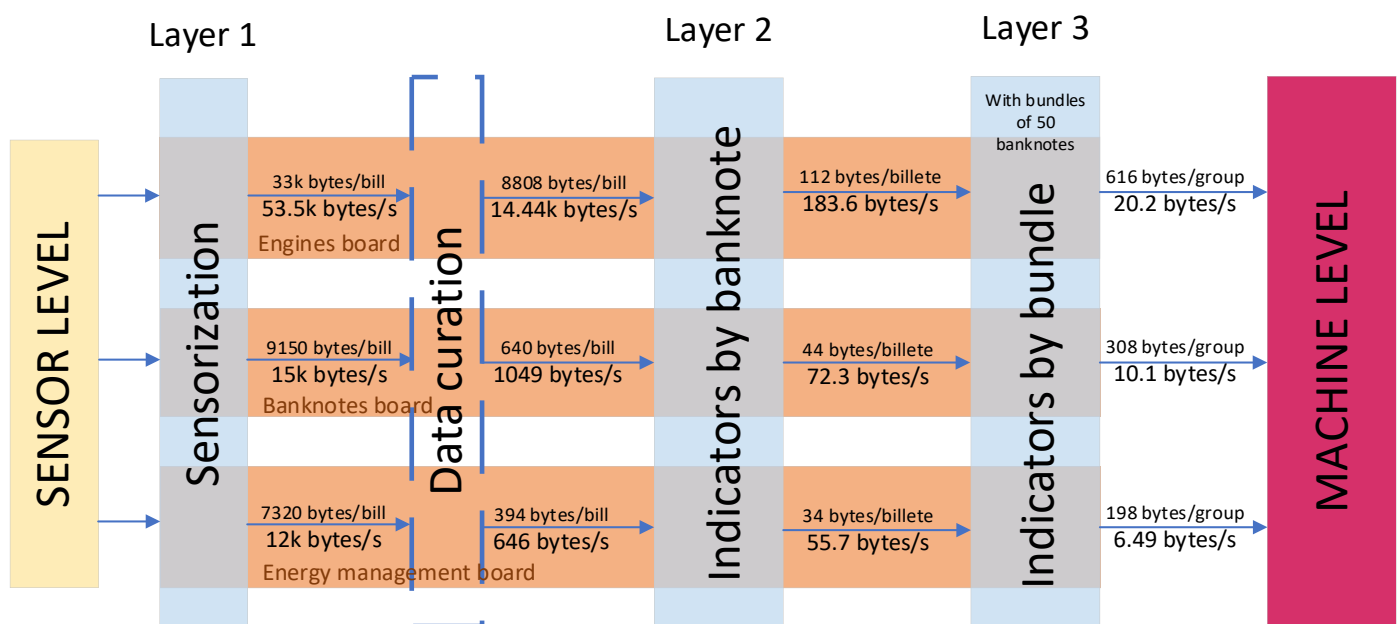 Layer 1
Layer 2
Layer 3
SENSOR LEVEL
Sensorization
Data curation
Indicators by banknote
With bundles
of 50
banknotes
Indicators by bundle
MACHINE LEVEL
33k bytes/bill
53.5k bytes/s
Engines board
8808 bytes/bill
14.44k bytes/s
112 bytes/billete
183.6 bytes/s
616 bytes/group
20.2 bytes/s
9150 bytes/bill
15k bytes/s
Banknotes board
640 bytes/bill
1049 bytes/s
44 bytes/billete
72.3 bytes/s
308 bytes/group
10.1 bytes/s
7320 bytes/bill
12k bytes/s
Energy management board
394 bytes/bill
646 bytes/s
34 bytes/billete
55.7 bytes/s
198 bytes/group
6.49 bytes/s